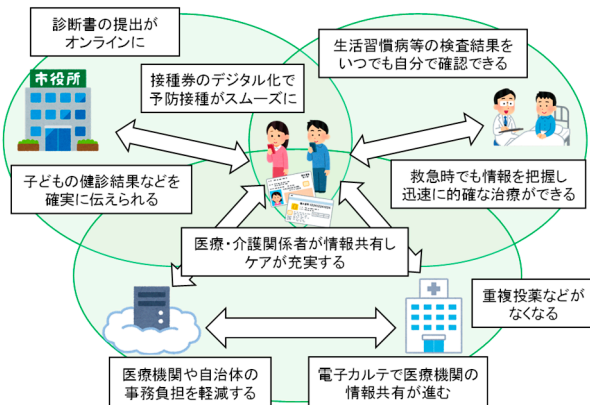 診断書の提出が
オンラインに
生活習慣病等の検査結果を
いつでも自分で確認できる
市役所
接種券のデジタル化で
予防接種がスムーズに
子どもの健診結果などを
確実に伝えられる
救急時でも情報を把握し
迅速に的確な治療ができる
医療・介護関係者が情報共有し
ケアが充実する
重複投薬などが
なくなる
医療機関や自治体の
事務負担を軽減する
電子カルテで医療機関の
情報共有が進む